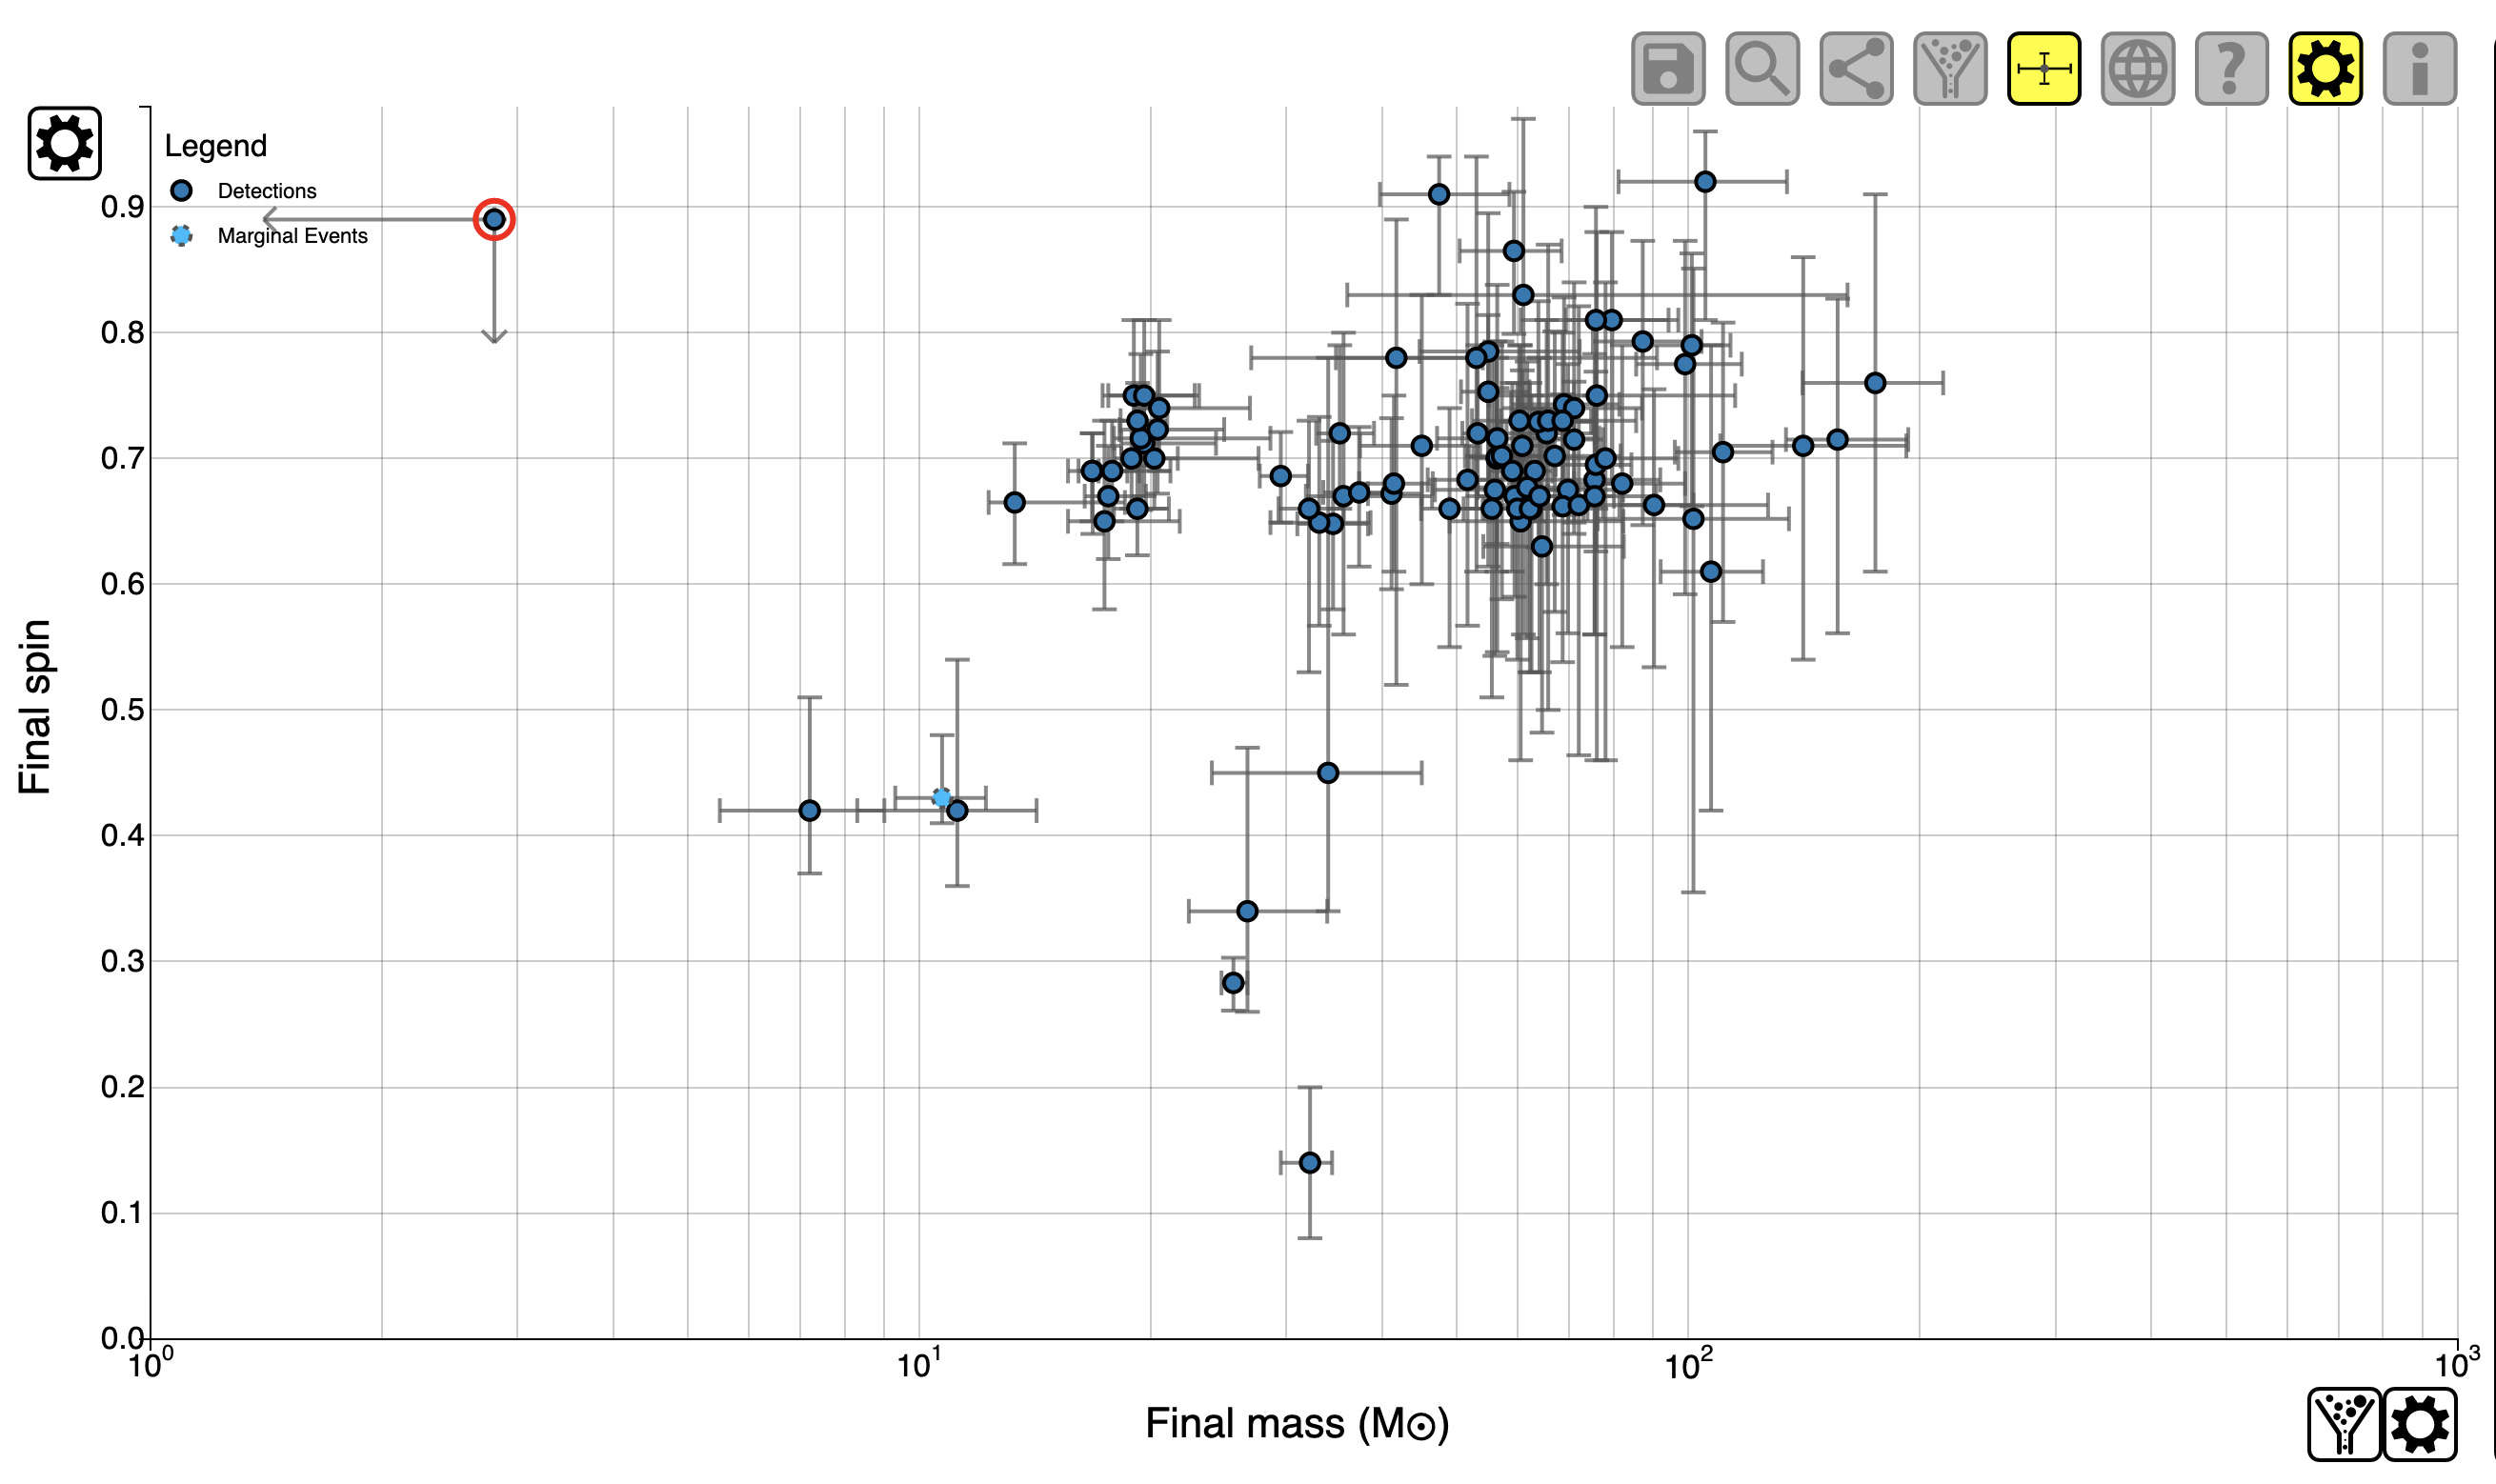 Legend
Detections
Marginal Events
Final spin
0.9
0.8
0.7
0.6
0.5
0.4
0.3
0.2
0.1
0.0
10⁰ 10¹ 10² 10³
Final mass (M⊙)
?
i